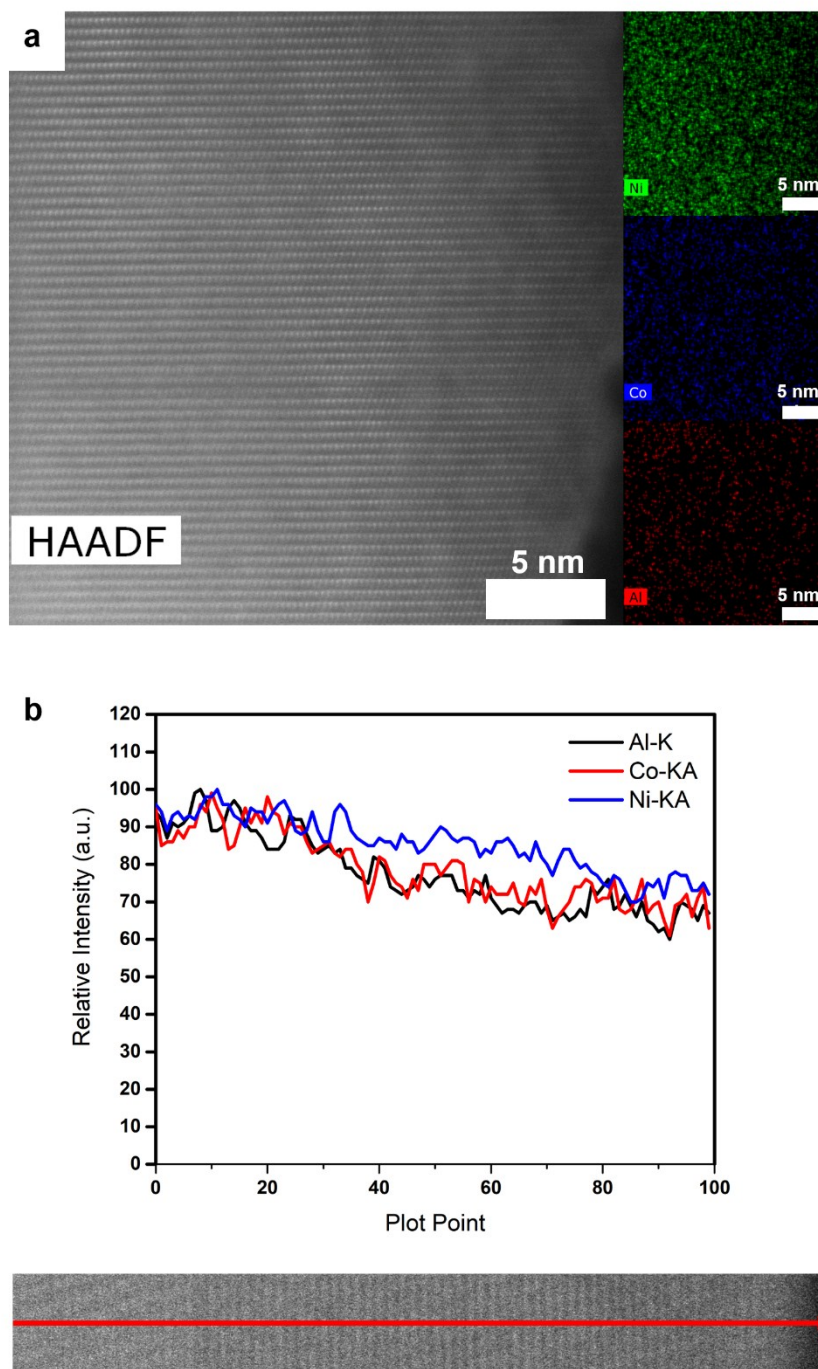 a
Ni
5 nm
Co
5 nm
HAADF
5 nm
Al
5 nm
b
120
110
100
90
80
70
60
50
40
30
20
10
0
Relative Intensity (a.u.)
Al-K
Co-KA
Ni-KA
0 20 40 60 80 100
Plot Point